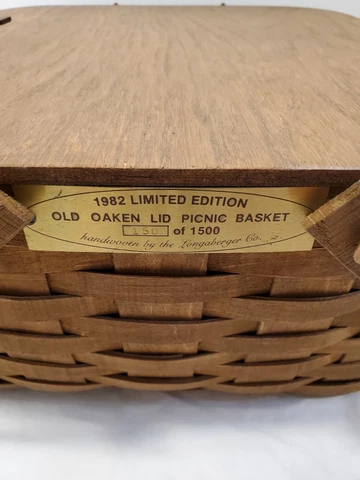 1982 LIMITED EDITION
OLD OAKEN LID PICNIC BASKET
150 of 1500
handwoven by the Longaberger Co.